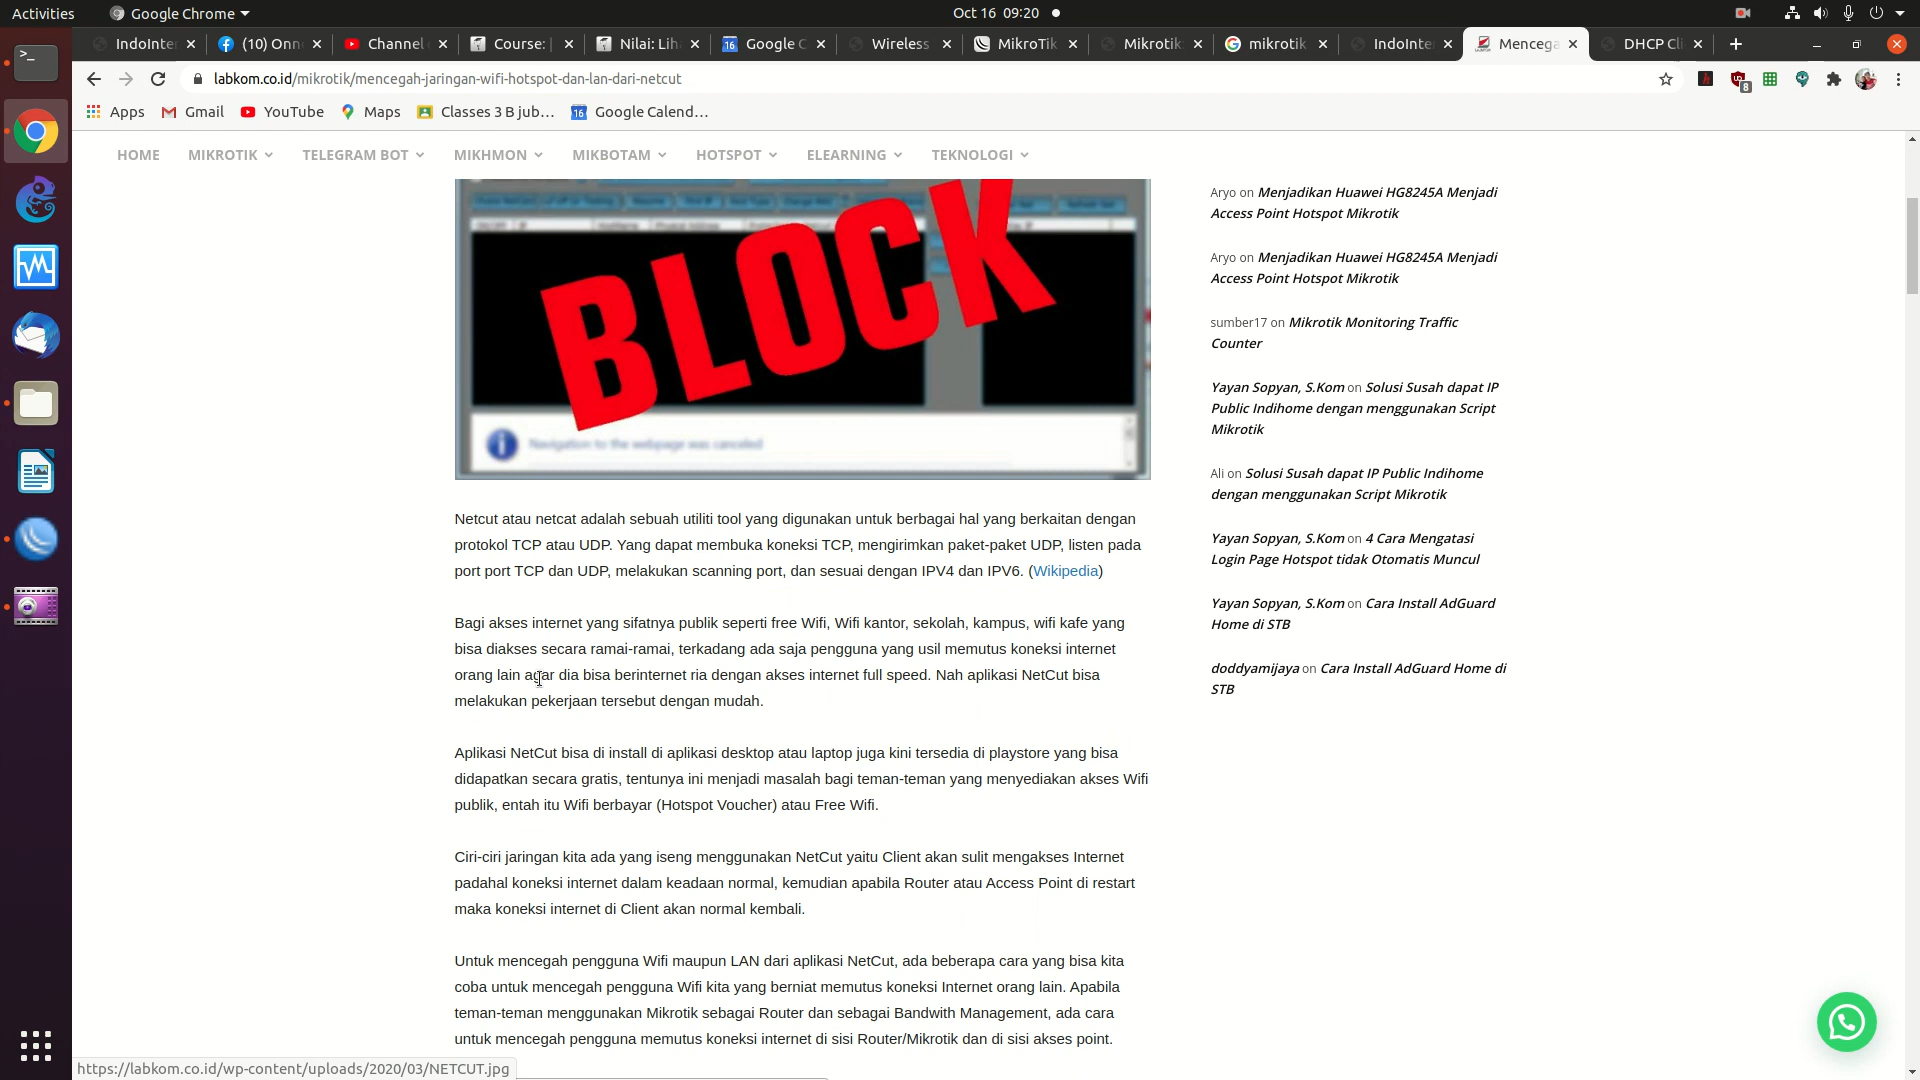 Activities
Google Chrome
Oct 16 09:20
IndoInte
(10) Onn
Channel
Course: |
Nilai: Lih
Google C
Wireless
MikroTik
Mikrotik
mikrotik
IndoInte
Mencega
DHCP Cli
labkom.co.id/mikrotik/mencegah-jaringan-wifi-hotspot-dan-lan-dari-netcut
8
Apps
Gmail
YouTube
Maps
Classes 3 B jub...
16 Google Calend...
HOME
MIKROTIK
TELEGRAM BOT
MIKHMON
MIKBOTAM
HOTSPOT
ELEARNING
TEKNOLOGI
BLOCK
Navigation to the webpage was canceled
Netcut atau netcat adalah sebuah utiliti tool yang digunakan untuk berbagai hal yang berkaitan dengan
protokol TCP atau UDP. Yang dapat membuka koneksi TCP, mengirimkan paket-paket UDP, listen pada
port port TCP dan UDP, melakukan scanning port, dan sesuai dengan IPV4 dan IPV6. (Wikipedia)
Bagi akses internet yang sifatnya publik seperti free Wifi, Wifi kantor, sekolah, kampus, wifi kafe yang
bisa diakses secara ramai-ramai, terkadang ada saja pengguna yang usil memutus koneksi internet
orang lain agar dia bisa berinternet ria dengan akses internet full speed. Nah aplikasi NetCut bisa
melakukan pekerjaan tersebut dengan mudah.
Aplikasi NetCut bisa di install di aplikasi desktop atau laptop juga kini tersedia di playstore yang bisa
didapatkan secara gratis, tentunya ini menjadi masalah bagi teman-teman yang menyediakan akses Wifi
publik, entah itu Wifi berbayar (Hotspot Voucher) atau Free Wifi.
Ciri-ciri jaringan kita ada yang iseng menggunakan NetCut yaitu Client akan sulit mengakses Internet
padahal koneksi internet dalam keadaan normal, kemudian apabila Router atau Access Point di restart
maka koneksi internet di Client akan normal kembali.
Untuk mencegah pengguna Wifi maupun LAN dari aplikasi NetCut, ada beberapa cara yang bisa kita
coba untuk mencegah pengguna Wifi kita yang berniat memutus koneksi Internet orang lain. Apabila
teman-teman menggunakan Mikrotik sebagai Router dan sebagai Bandwith Management, ada cara
untuk mencegah pengguna memutus koneksi internet di sisi Router/Mikrotik dan di sisi akses point.
Aryo on Menjadikan Huawei HG8245A Menjadi
Access Point Hotspot Mikrotik
Aryo on Menjadikan Huawei HG8245A Menjadi
Access Point Hotspot Mikrotik
sumber17 on Mikrotik Monitoring Traffic
Counter
Yayan Sopyan, S.Kom on Solusi Susah dapat IP
Public Indihome dengan menggunakan Script
Mikrotik
Ali on Solusi Susah dapat IP Public Indihome
dengan menggunakan Script Mikrotik
Yayan Sopyan, S.Kom on 4 Cara Mengatasi
Login Page Hotspot tidak Otomatis Muncul
Yayan Sopyan, S.Kom on Cara Install AdGuard
Home di STB
doddyamijaya on Cara Install AdGuard Home di
STB
https://labkom.co.id/wp-content/uploads/2020/03/NETCUT.jpg